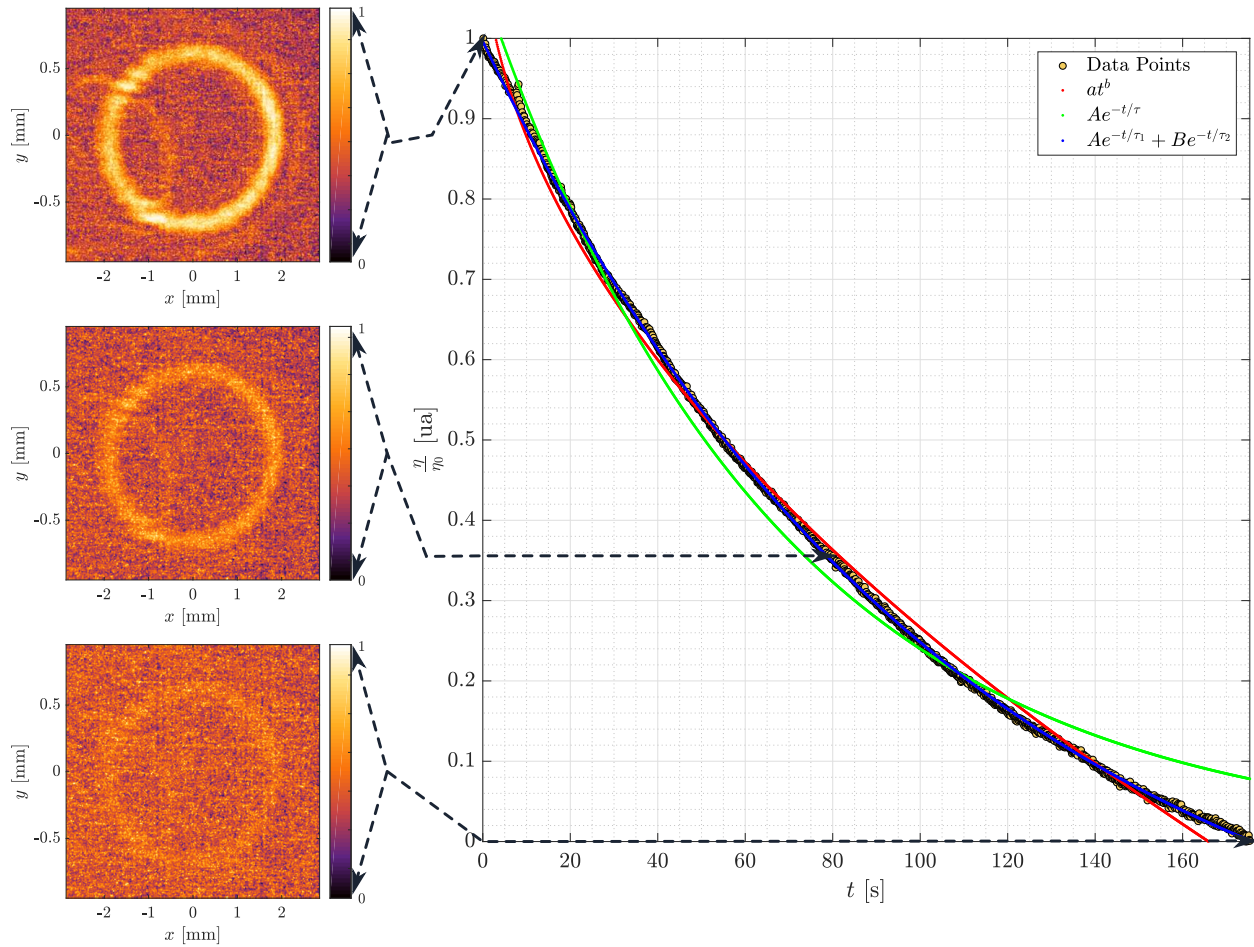 1
0.5
0
-0.5
y [mm]
-2 -1 0 1 2
x [mm]
0
1
0.5
0
-0.5
y [mm]
-2 -1 0 1 2
x [mm]
0
1
0.5
0
-0.5
y [mm]
-2 -1 0 1 2
x [mm]
0
1
0.9
0.8
0.7
0.6
0.5
0.4
0.3
0.2
0.1
0
η/η₀ [ua]
0 20 40 60 80 100 120 140 160
t [s]
Data Points
at^b
Ae^{-t/τ}
Ae^{-t/τ₁} + Be^{-t/τ₂}